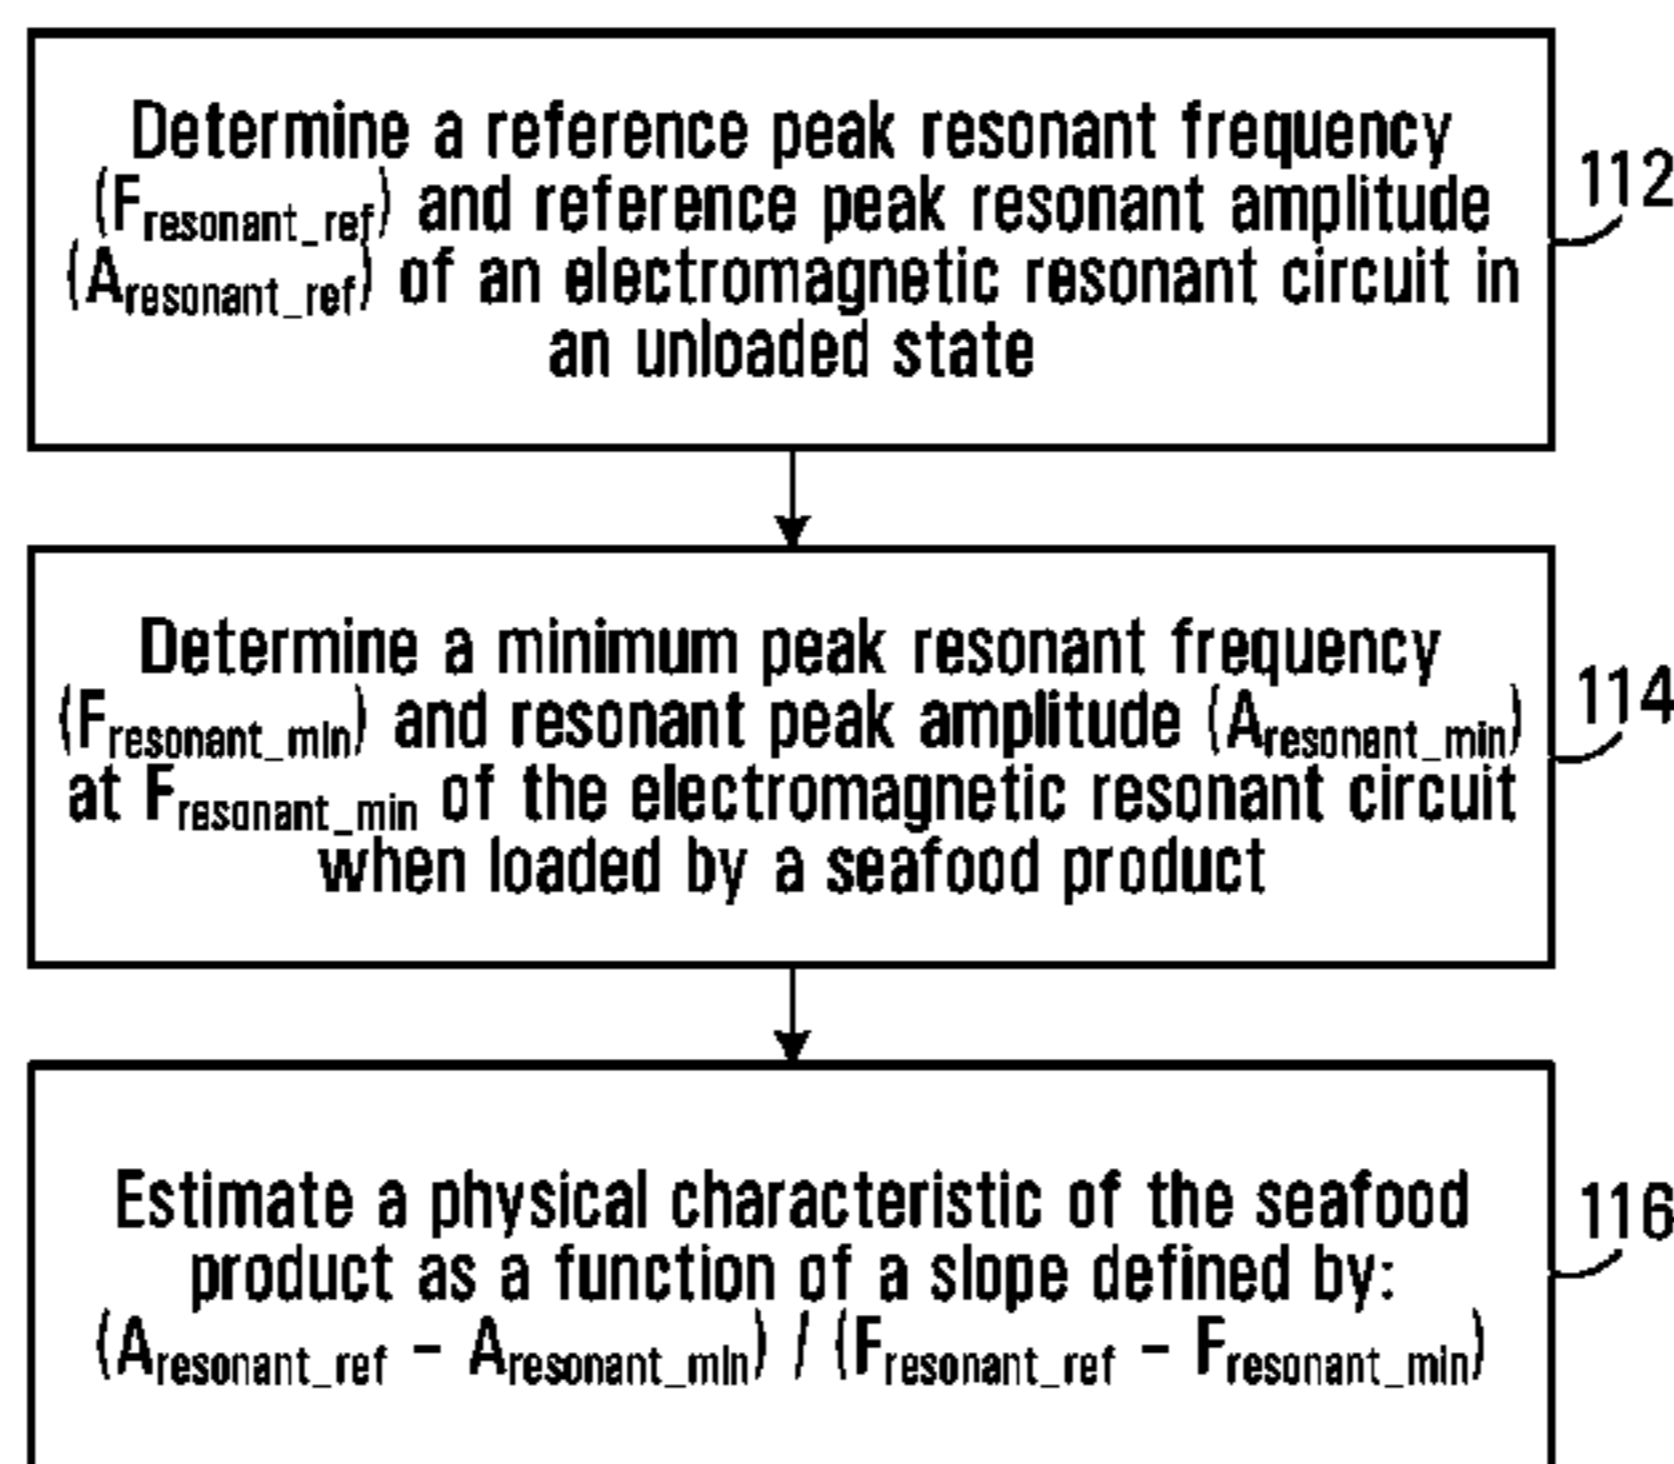 Determine a reference peak resonant frequency
(Fresonant_ref) and reference peak resonant amplitude
(Aresonant_ref) of an electromagnetic resonant circuit in
an unloaded state
112
Determine a minimum peak resonant frequency
(Fresonant_min) and resonant peak amplitude (Aresonant_min)
at Fresonant_min of the electromagnetic resonant circuit
when loaded by a seafood product
114
Estimate a physical characteristic of the seafood
product as a function of a slope defined by:
(Aresonant_ref – Aresonant_min) / (Fresonant_ref – Fresonant_min)
116